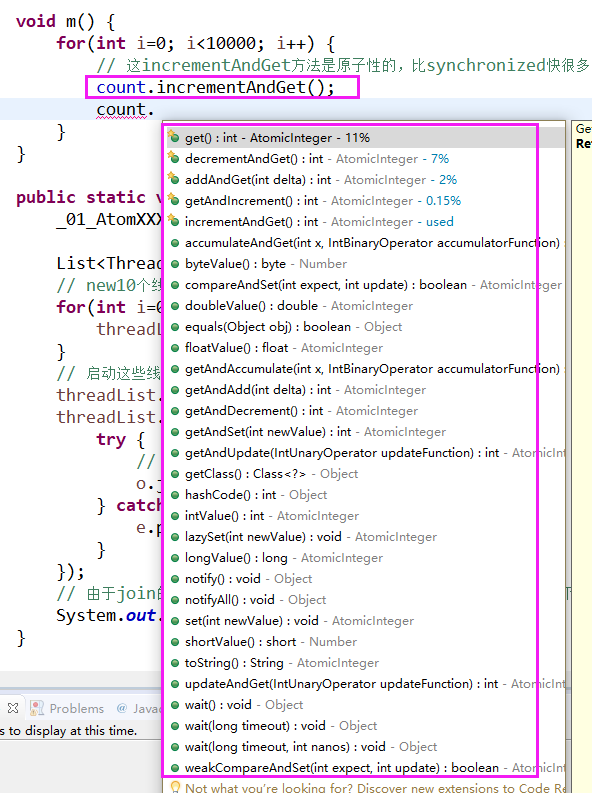 void m() {
for(int i=0; i<10000; i++) {
// 这incrementAndGet方法是原子性的，比synchronized快很多
count.incrementAndGet();
count.
}
}
public static v
_01_AtomXXX
List<Thread
// new10个线
for(int i=0
threadL
}
// 启动这些线
threadList.
threadList.
try {
//
o.j
} catch
e.p
}
});
// 由于join的
System.out.
}
get() : int - AtomicInteger - 11%
decrementAndGet() : int - AtomicInteger - 7%
addAndGet(int delta) : int - AtomicInteger - 2%
getAndIncrement() : int - AtomicInteger - 0.15%
incrementAndGet() : int - AtomicInteger - used
accumulateAndGet(int x, IntBinaryOperator accumulatorFunction) :
byteValue() : byte - Number
compareAndSet(int expect, int update) : boolean - AtomicInteger
doubleValue() : double - AtomicInteger
equals(Object obj) : boolean - Object
floatValue() : float - AtomicInteger
getAndAccumulate(int x, IntBinaryOperator accumulatorFunction) :
getAndAdd(int delta) : int - AtomicInteger
getAndDecrement() : int - AtomicInteger
getAndSet(int newValue) : int - AtomicInteger
getAndUpdate(IntUnaryOperator updateFunction) : int - AtomicInt
getClass() : Class<?> - Object
hashCode() : int - Object
intValue() : int - AtomicInteger
lazySet(int newValue) : void - AtomicInteger
longValue() : long - AtomicInteger
notify() : void - Object
notifyAll() : void - Object
set(int newValue) : void - AtomicInteger
shortValue() : short - Number
toString() : String - AtomicInteger
updateAndGet(IntUnaryOperator updateFunction) : int - AtomicInt
wait() : void - Object
wait(long timeout) : void - Object
wait(long timeout, int nanos) : void - Object
weakCompareAndSet(int expect, int update) : boolean - AtomicInt
Not what you're looking for? Discover new extensions to Code Re
Get
Re
Problems @ Javac
s to display at this time.